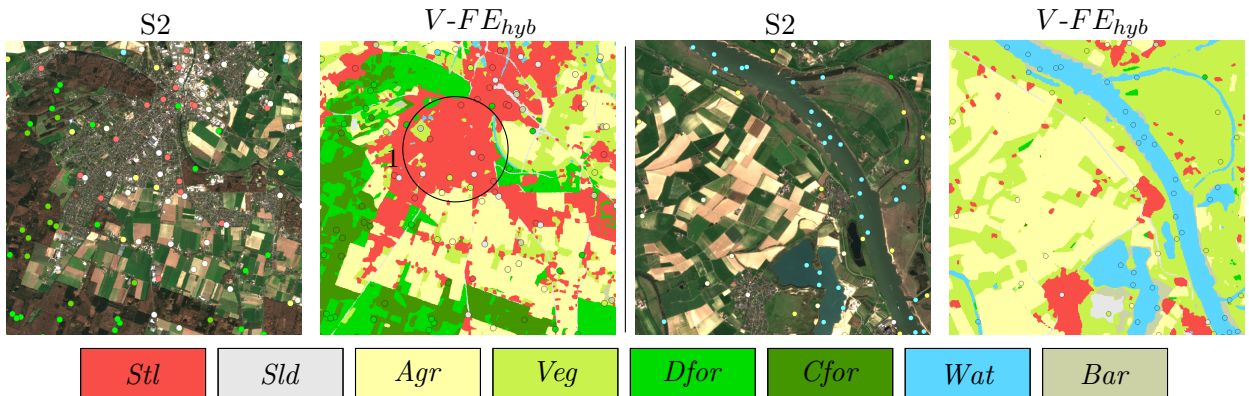 S2 V-FE_hyb S2 V-FE_hyb
1
Stl Sld Agr Veg Dfor Cfor Wat Bar